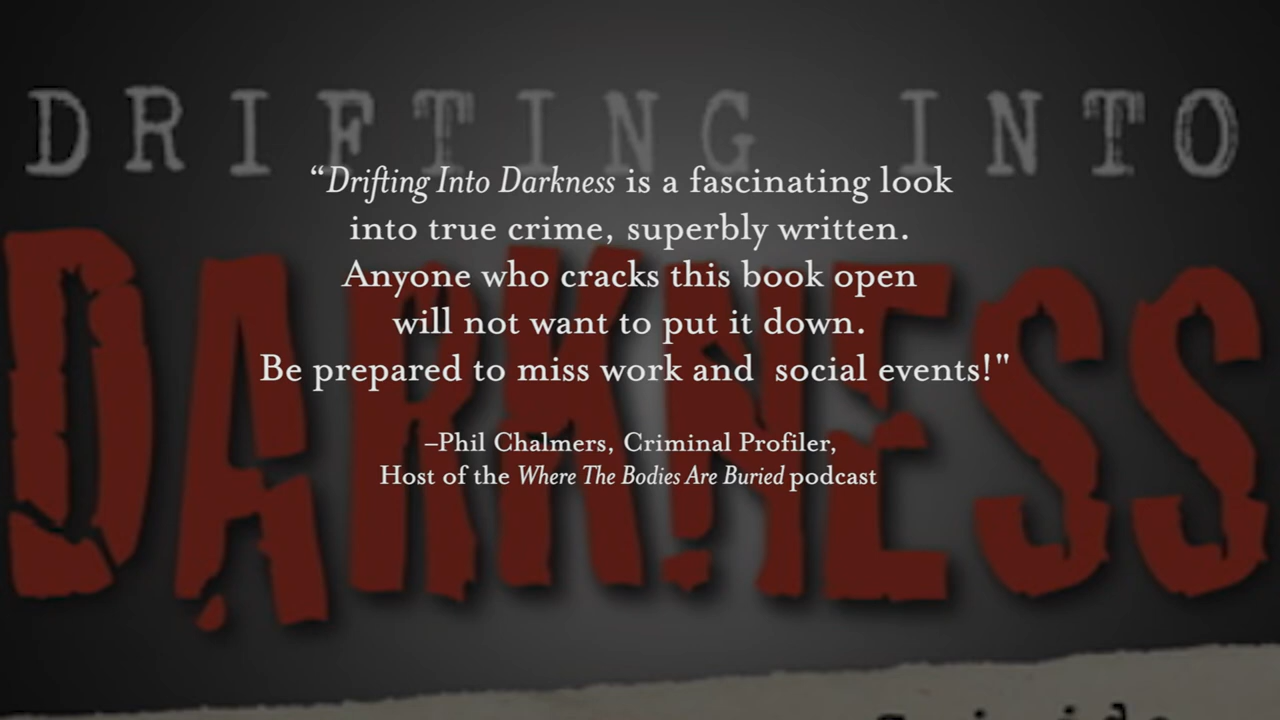 DRIFTING INTO
DARKNESS
“Drifting Into Darkness is a fascinating look
into true crime, superbly written.
Anyone who cracks this book open
will not want to put it down.
Be prepared to miss work and  social events!"
–Phil Chalmers, Criminal Profiler,
Host of the Where The Bodies Are Buried podcast